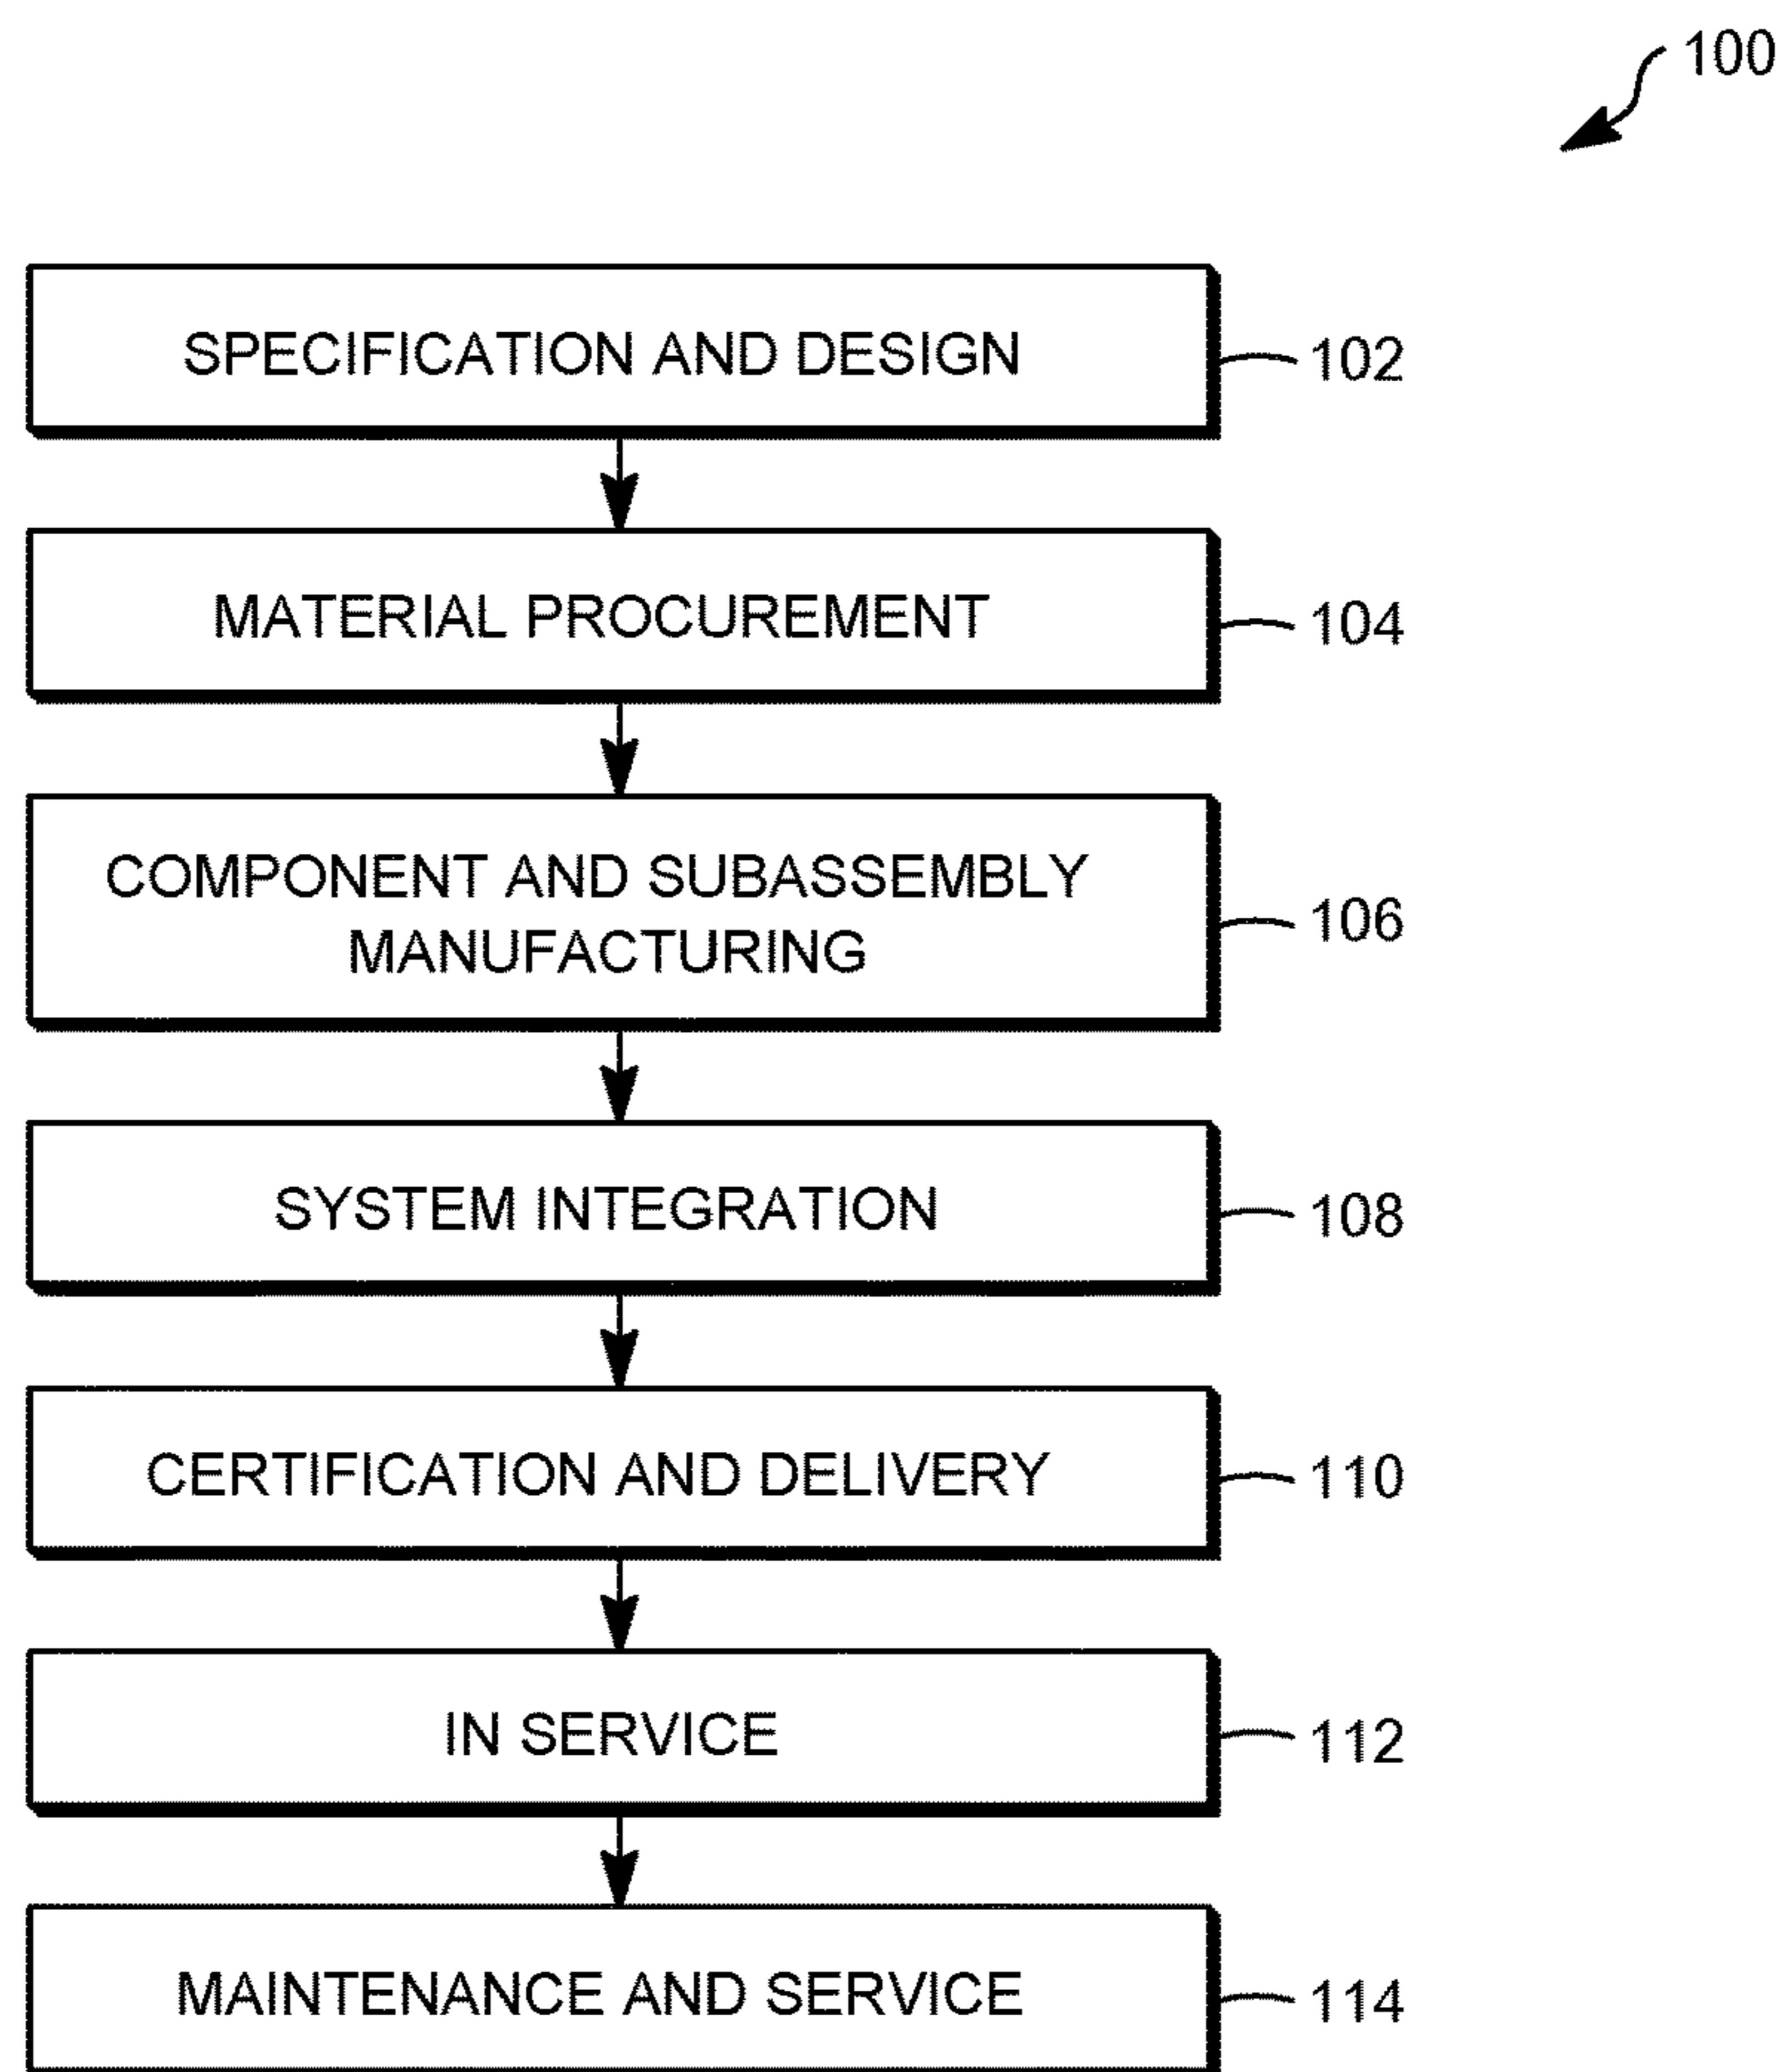 100
SPECIFICATION AND DESIGN
102
MATERIAL PROCUREMENT
104
COMPONENT AND SUBASSEMBLY
MANUFACTURING
106
SYSTEM INTEGRATION
108
CERTIFICATION AND DELIVERY
110
IN SERVICE
112
MAINTENANCE AND SERVICE
114